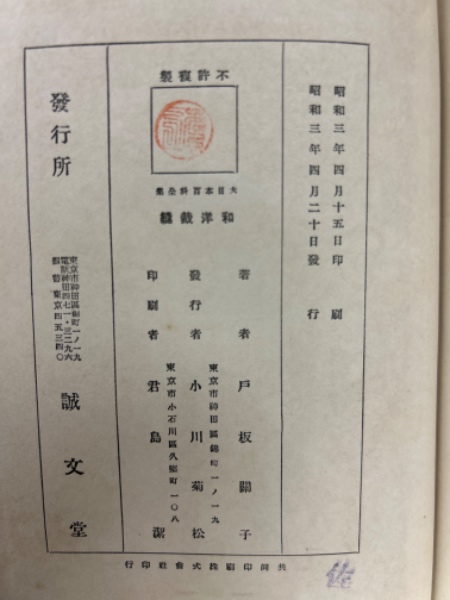 昭和三年四月十五日印刷
昭和三年四月二十日發行
不許複製
大日本百科全集
和洋裁縫
著者 戸板關子
東京市神田區錦町一ノ一九
發行者 小川菊松
東京市小石川區久堅町一〇八
印刷者 君島潔
發行所
東京市神田區錦町一ノ一九
電話神田四七一・三二九六
振替東京四五三四〇
誠文堂
共同印刷株式會社印行